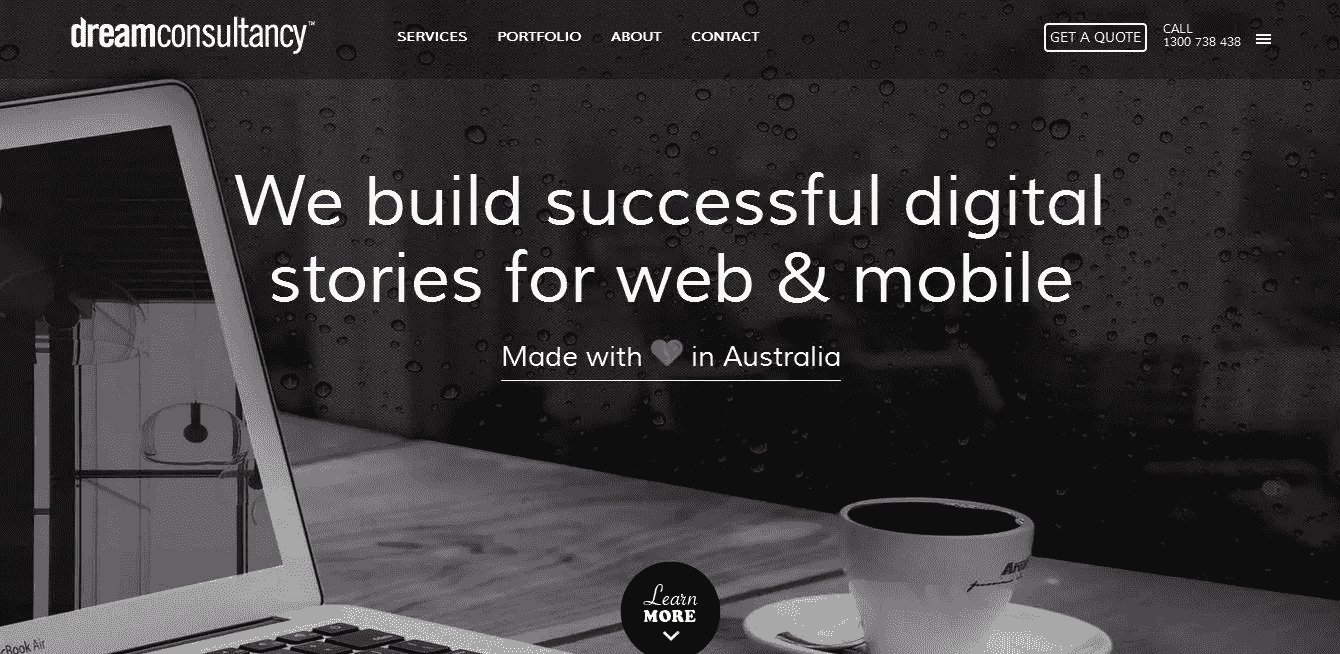 dreamconsultancy™
SERVICES PORTFOLIO ABOUT CONTACT
GET A QUOTE
CALL
1300 738 438
We build successful digital
stories for web & mobile
Made with in Australia
Learn
MORE
Book Air